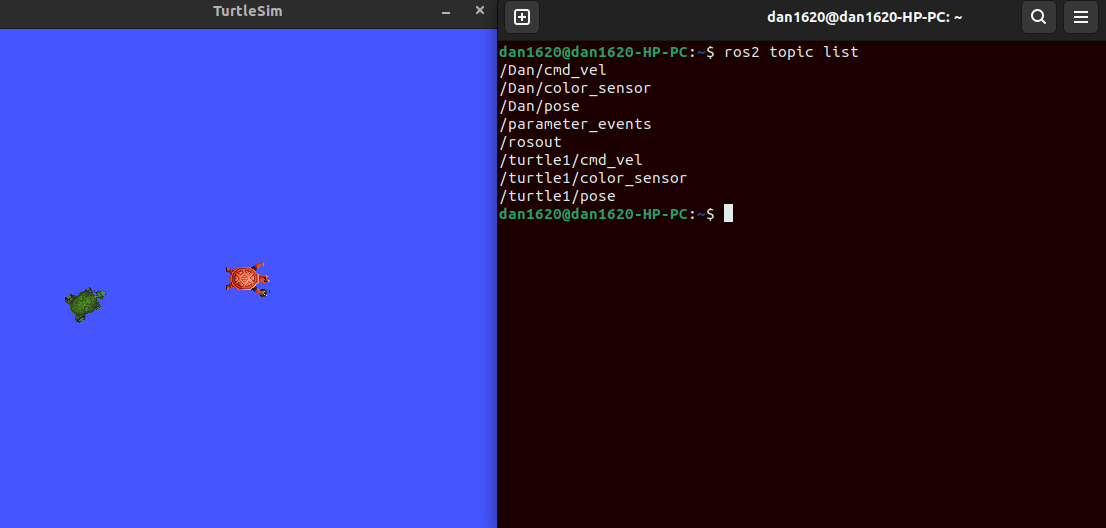 TurtleSim
dan1620@dan1620-HP-PC: ~
dan1620@dan1620-HP-PC:~$ ros2 topic list
/Dan/cmd_vel
/Dan/color_sensor
/Dan/pose
/parameter_events
/rosout
/turtle1/cmd_vel
/turtle1/color_sensor
/turtle1/pose
dan1620@dan1620-HP-PC:~$